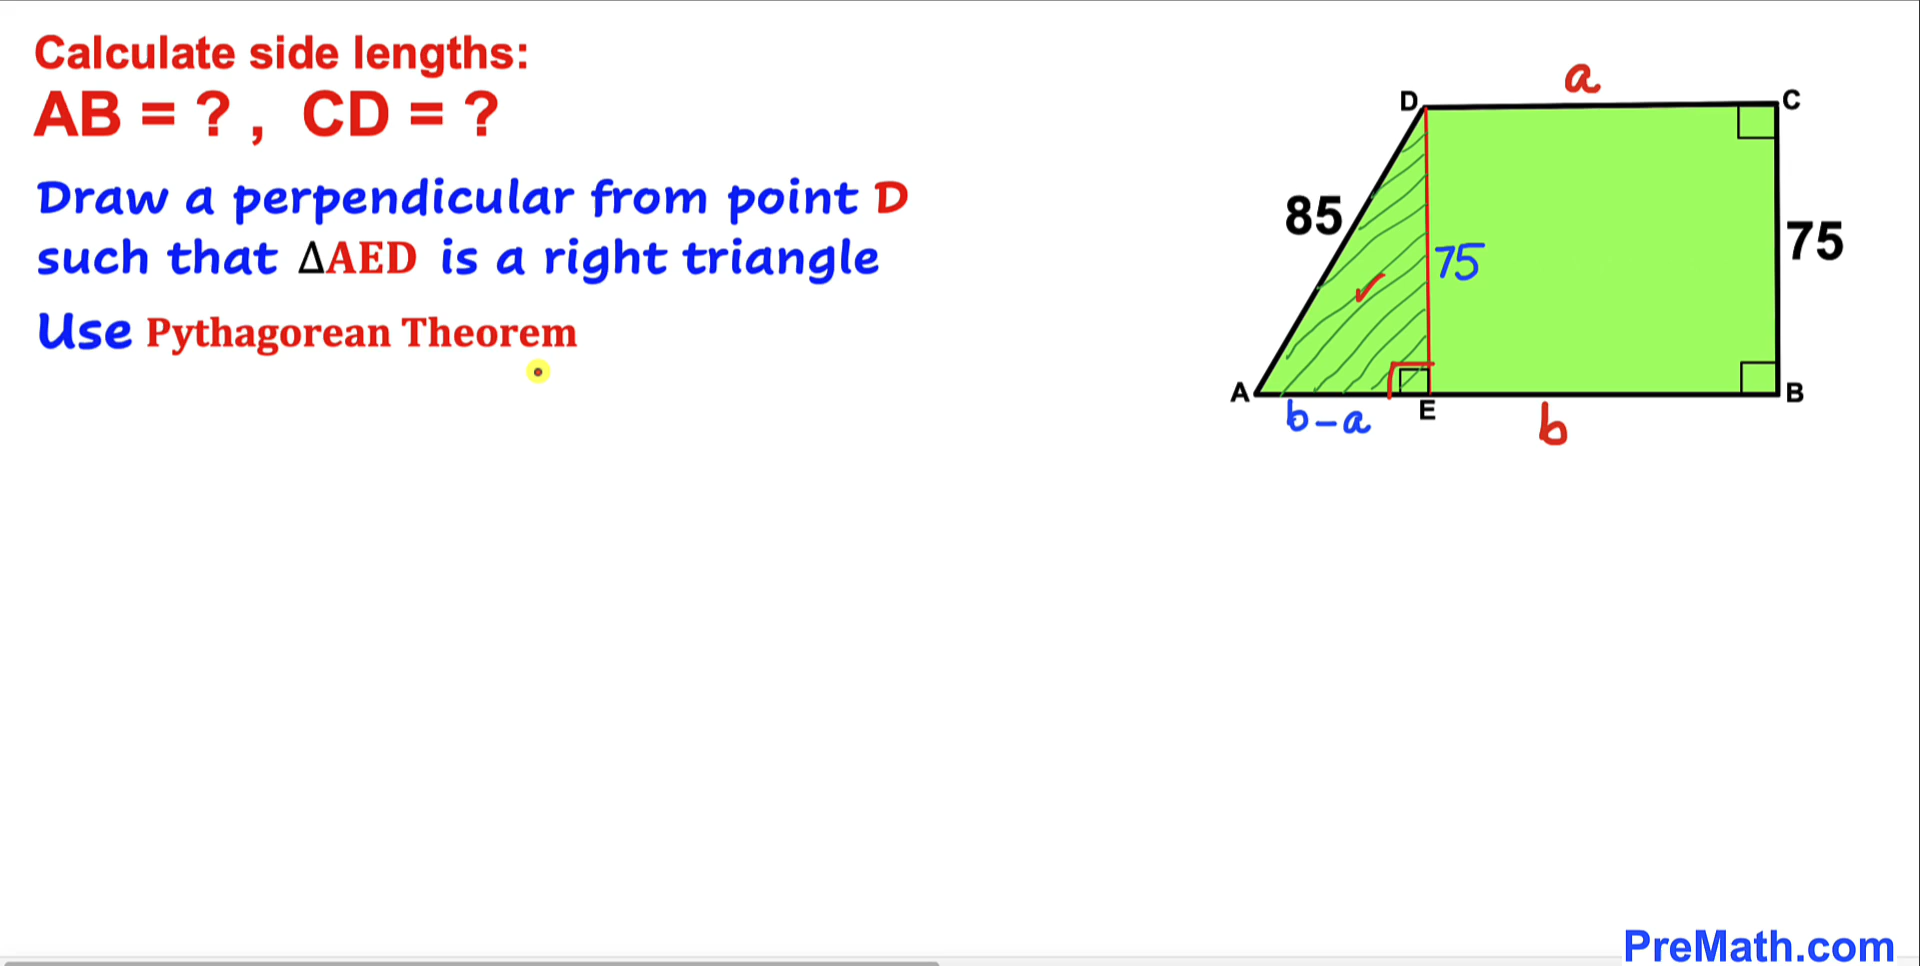 Calculate side lengths:
AB = ? , CD = ?
Draw a perpendicular from point D
such that ΔAED is a right triangle
Use Pythagorean Theorem
a
D
C
85
75
75
A
B
b-a
E
b
PreMath.com